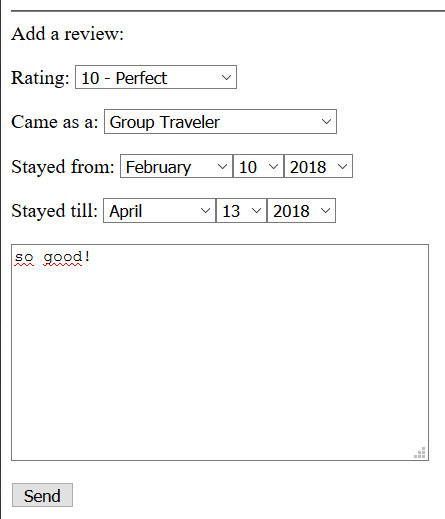 Add a review:
Rating: 10 - Perfect
Came as a: Group Traveler
Stayed from: February 10 2018
Stayed till: April 13 2018
so good!
Send